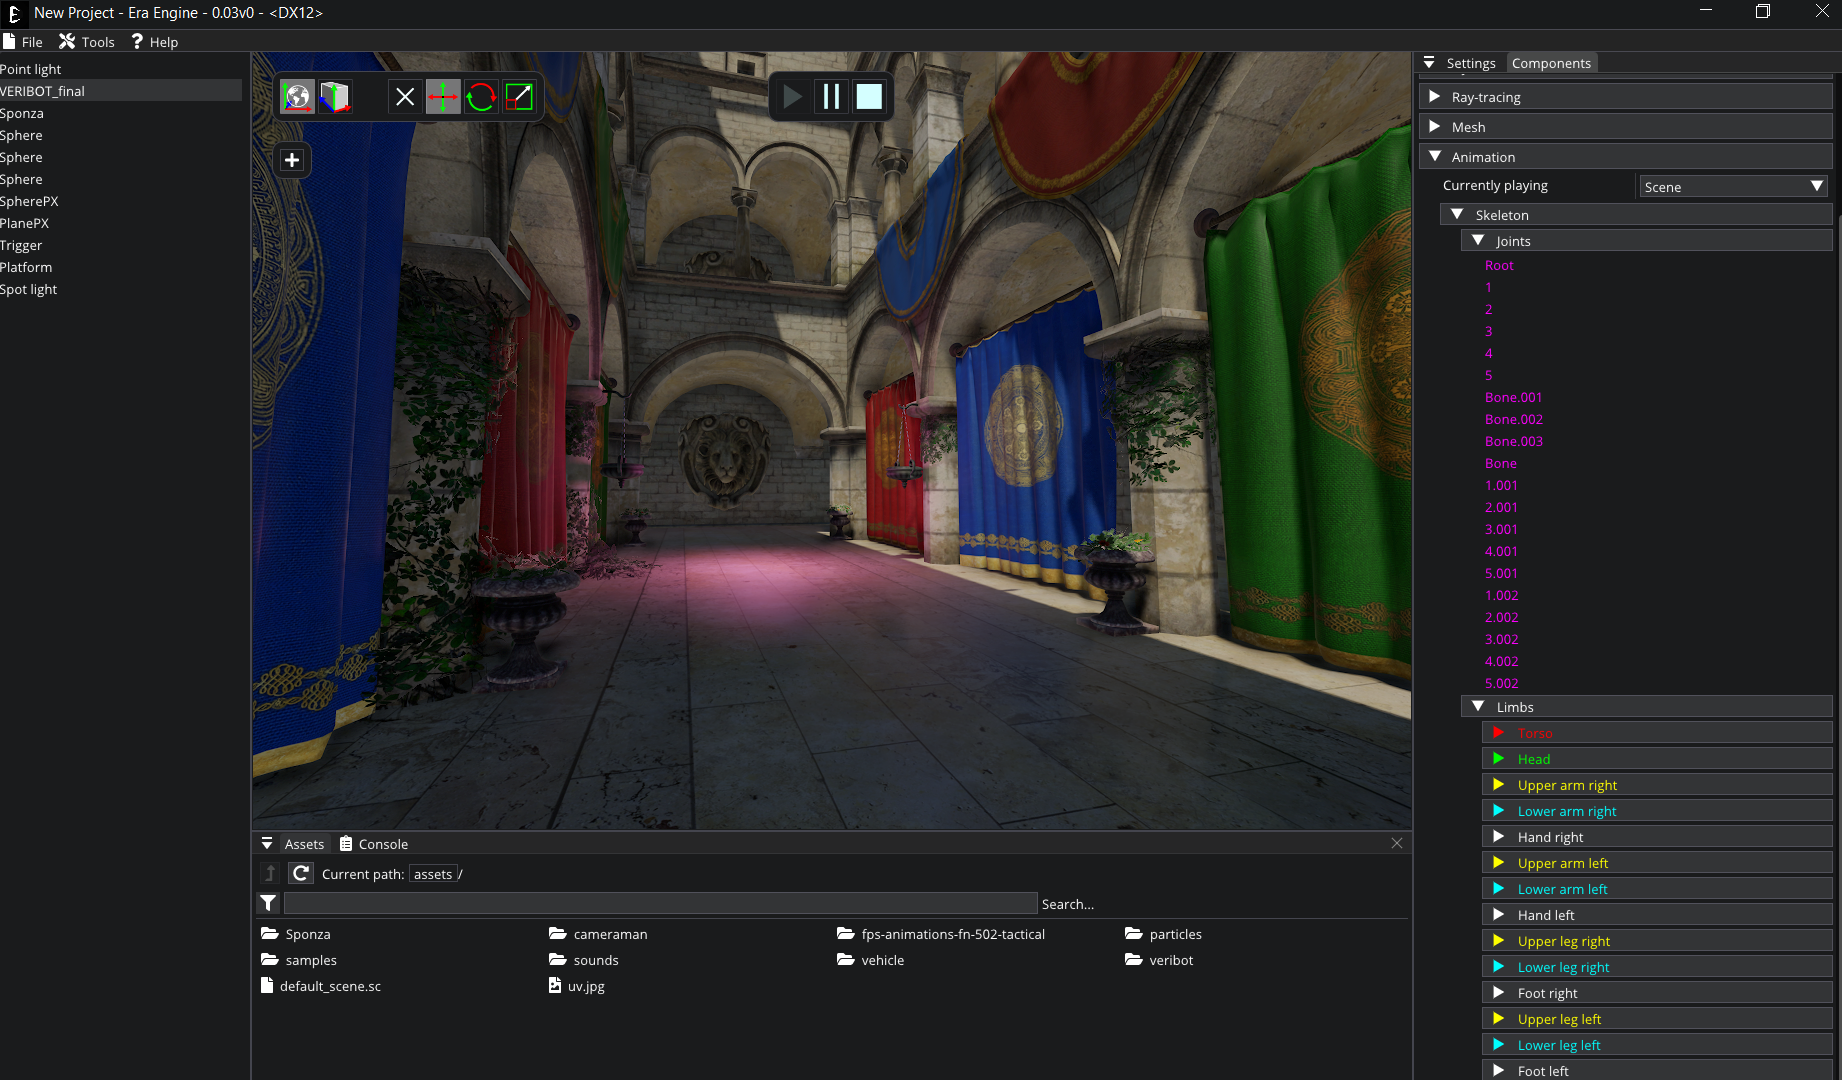 New Project - Era Engine - 0.03v0 - <DX12>
File Tools Help
Point light
VERIBOT_final
Sponza
Sphere
Sphere
Sphere
SpherePX
PlanePX
Trigger
Platform
Spot light
Settings Components
Ray-tracing
Mesh
Animation
Currently playing Scene
Skeleton
Joints
Root
1
2
3
4
5
Bone.001
Bone.002
Bone.003
Bone
1.001
2.001
3.001
4.001
5.001
1.002
2.002
3.002
4.002
5.002
Limbs
Torso
Head
Upper arm right
Lower arm right
Hand right
Upper arm left
Lower arm left
Hand left
Upper leg right
Lower leg right
Foot right
Upper leg left
Lower leg left
Foot left
Assets Console
Current path: assets /
Search...
Sponza cameraman fps-animations-fn-502-tactical particles
samples sounds vehicle veribot
default_scene.sc uv.jpg